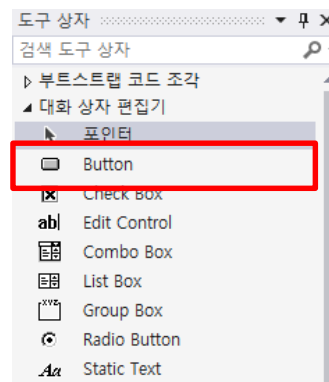 도구 상자
검색 도구 상자
부트스트랩 코드 조각
대화 상자 편집기
포인터
Button
Check Box
ab| Edit Control
Combo Box
List Box
Group Box
Radio Button
Aa Static Text